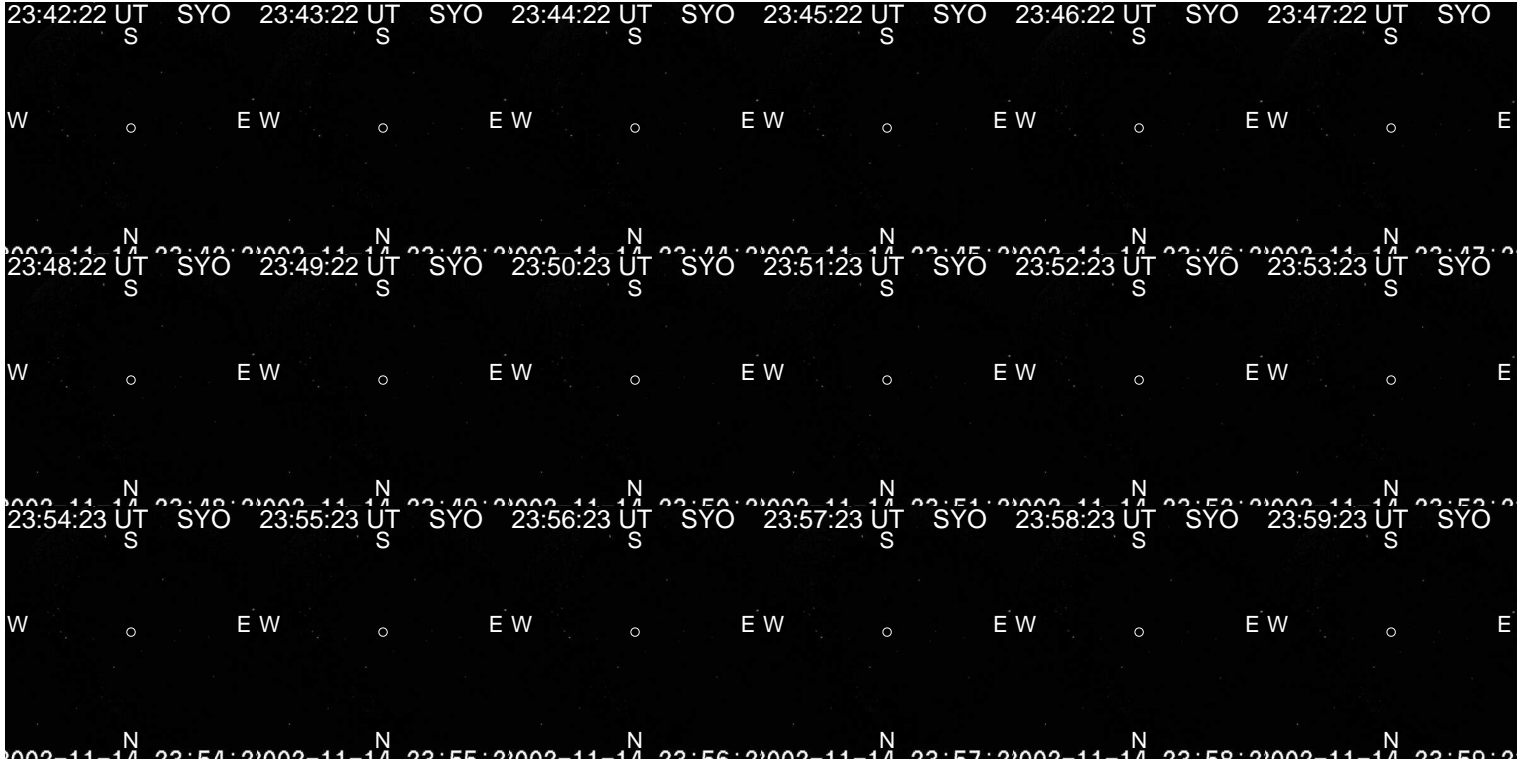 23:42:22 UT SYO 23:43:22 UT SYO 23:44:22 UT SYO 23:45:22 UT SYO 23:46:22 UT SYO 23:47:22 UT SYO
S S S S S S
W E W E W E W E W E W E
N N N N N N
23:48:22 UT SYO 23:49:22 UT SYO 23:50:23 UT SYO 23:51:23 UT SYO 23:52:23 UT SYO 23:53:23 UT SYO
S S S S S S
W E W E W E W E W E W E
N N N N N N
23:54:23 UT SYO 23:55:23 UT SYO 23:56:23 UT SYO 23:57:23 UT SYO 23:58:23 UT SYO 23:59:23 UT SYO
S S S S S S
W E W E W E W E W E W E
N N N N N N